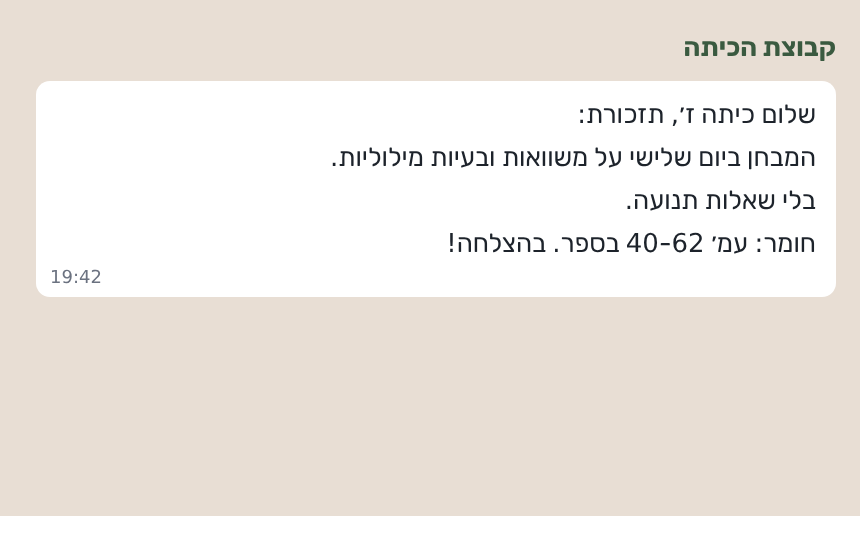 קבוצת הכיתה
שלום כיתה ז׳, תזכורת:
המבחן ביום שלישי על משוואות ובעיות מילוליות.
בלי שאלות תנועה.
חומר: עמ׳ 40-62 בספר. בהצלחה!
19:42